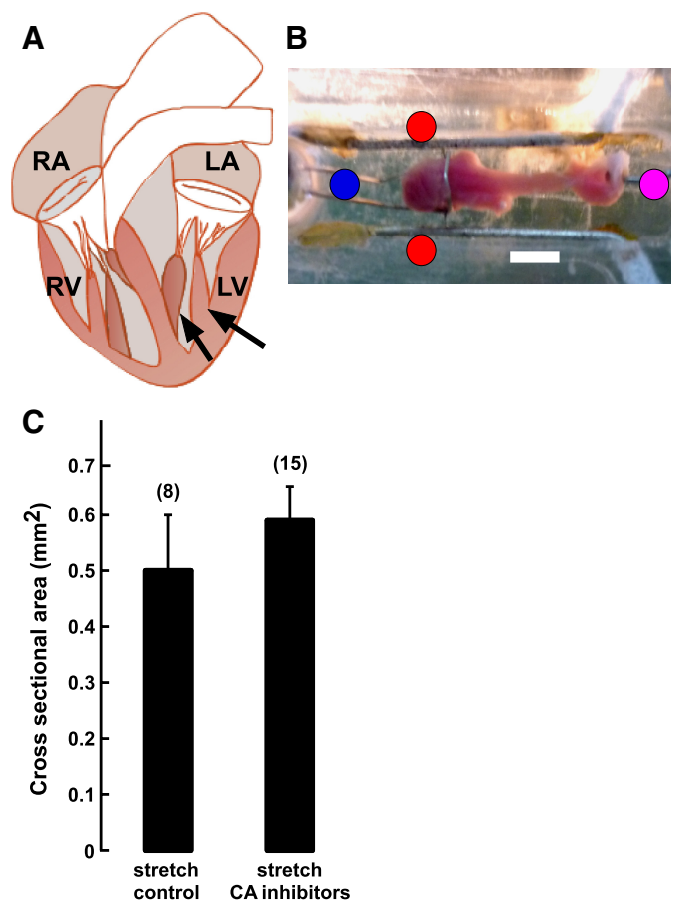 A
RA
LA
RV
LV
B
C
Cross sectional area (mm2)
0.7
0.6
0.5
0.4
0.3
0.2
0.1
0
(8)
(15)
stretch
control
stretch
CA inhibitors